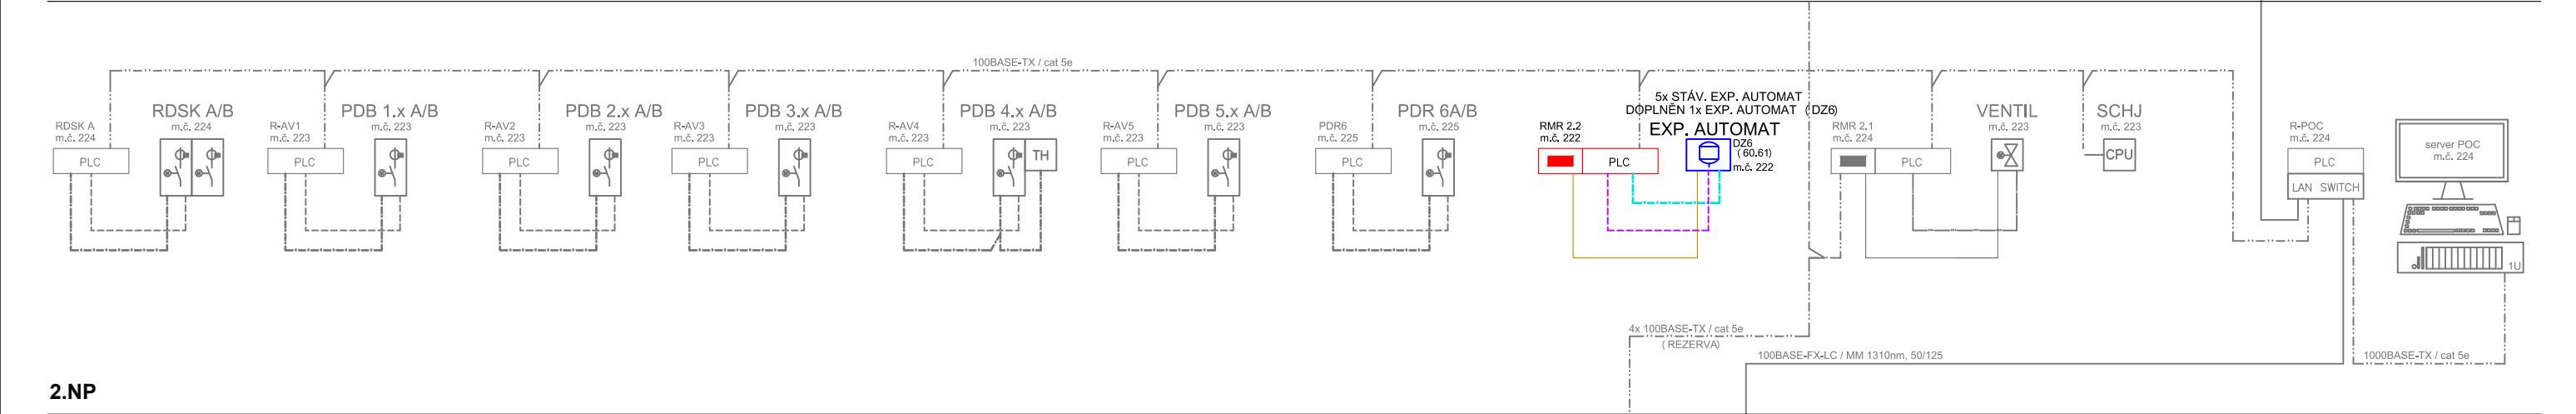 100BASE-TX / cat 5e
RDSK A
m.č. 224
PLC
RDSK A/B
m.č. 224
R-AV1
m.č. 223
PLC
PDB 1.x A/B
m.č. 223
R-AV2
m.č. 223
PLC
PDB 2.x A/B
m.č. 223
R-AV3
m.č. 223
PLC
PDB 3.x A/B
m.č. 223
R-AV4
m.č. 223
PLC
PDB 4.x A/B
m.č. 223
TH
R-AV5
m.č. 223
PLC
PDB 5.x A/B
m.č. 223
PDR6
m.č. 225
PLC
PDR 6A/B
m.č. 225
5x STÁV. EXP. AUTOMAT
DOPLNĚN 1x EXP. AUTOMAT (DZ6)
RMR 2.2
m.č. 222
PLC
EXP. AUTOMAT
DZ6
(60.61)
m.č. 222
RMR 2.1
m.č. 224
PLC
VENTIL
m.č. 223
SCHJ
m.č. 223
CPU
R-POC
m.č. 224
PLC
LAN SWITCH
server POC
m.č. 224
1U
4x 100BASE-TX / cat 5e
(REZERVA)
100BASE-FX-LC / MM 1310nm, 50/125
1000BASE-TX / cat 5e
2.NP